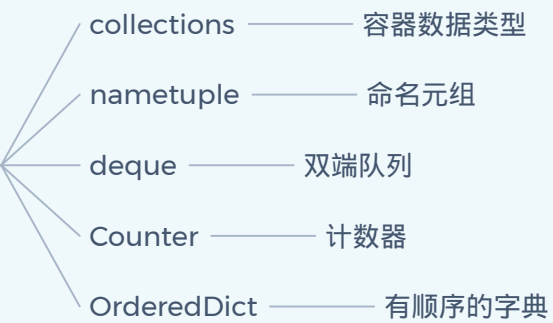 collections 容器数据类型
nametuple 命名元组
deque 双端队列
Counter 计数器
OrderedDict 有顺序的字典